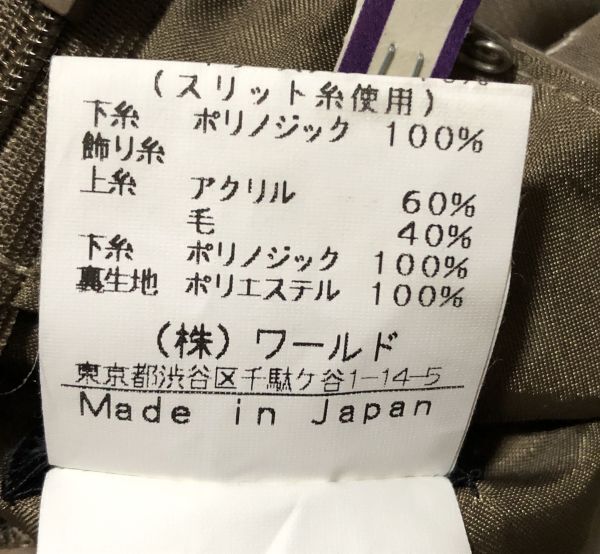 (スリット糸使用)
下糸 ポリノジック 100%
飾り糸
上糸 アクリル 60%
毛 40%
下糸 ポリノジック 100%
裏生地 ポリエステル 100%
(株)ワールド
東京都渋谷区千駄ケ谷1-14-5
Made in Japan